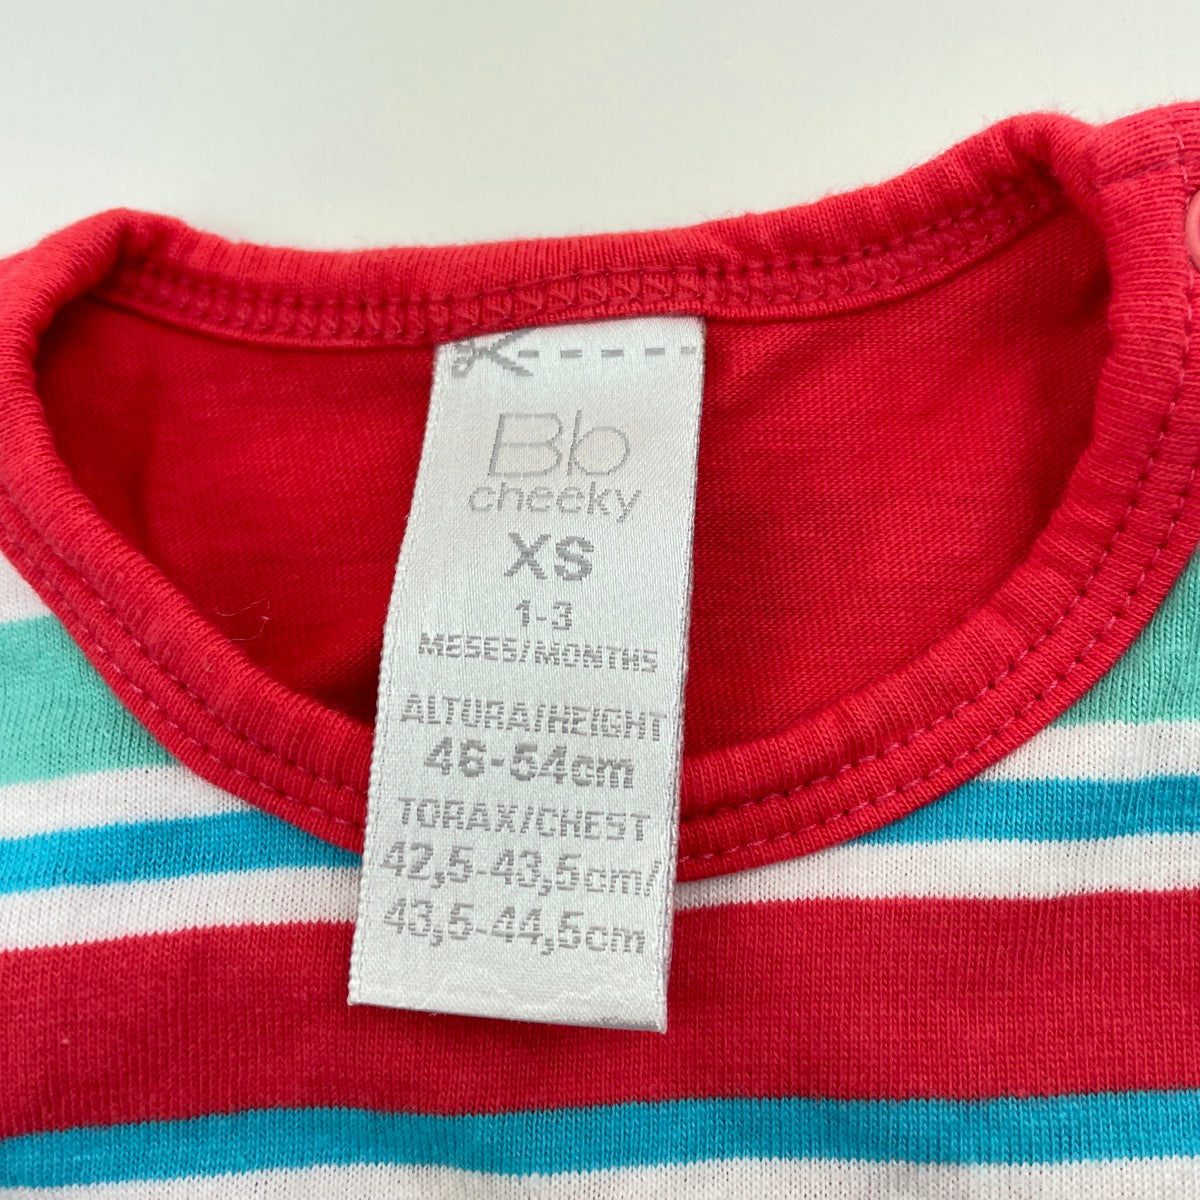 Bb
cheeky
XS
1-3
MESES/MONTHS
ALTURA/HEIGHT
46-54cm
TORAX/CHEST
42,5-43,5cm/
43,5-44,5cm